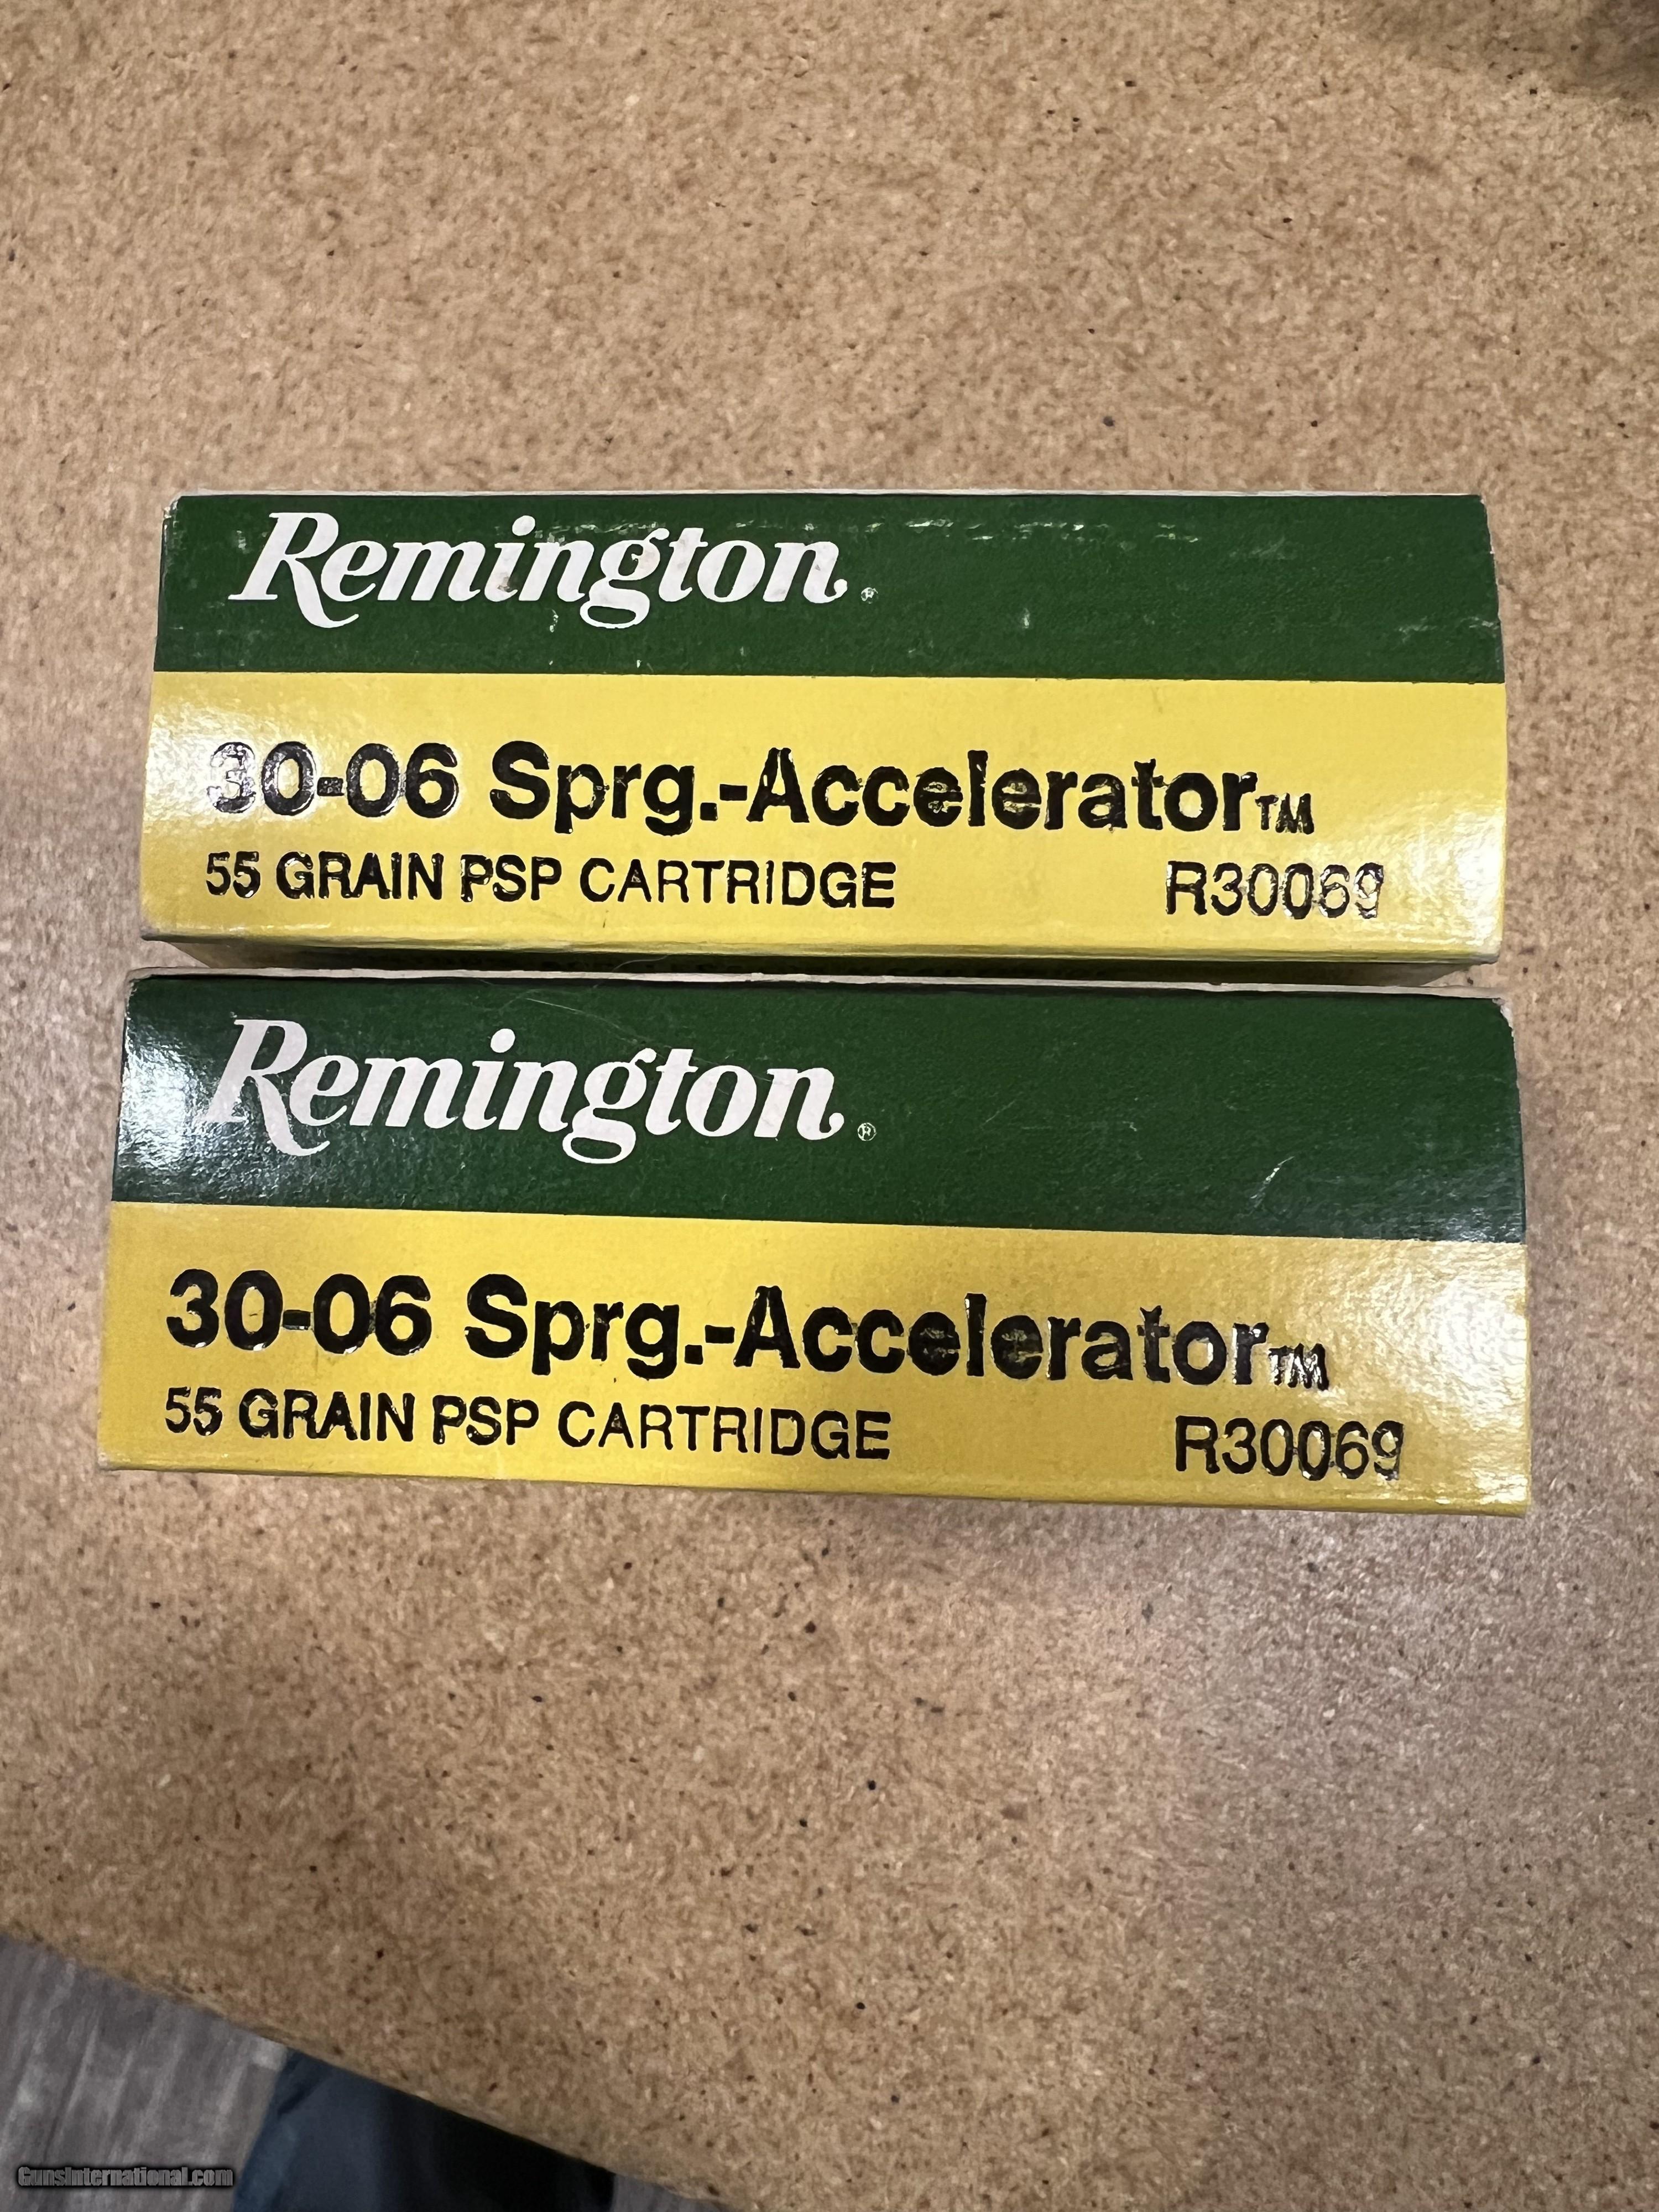 Remington®
30-06 Sprg.-Accelerator™
55 GRAIN PSP CARTRIDGE R30069
Remington®
30-06 Sprg.-Accelerator™
55 GRAIN PSP CARTRIDGE R30069
GunsInternational.com